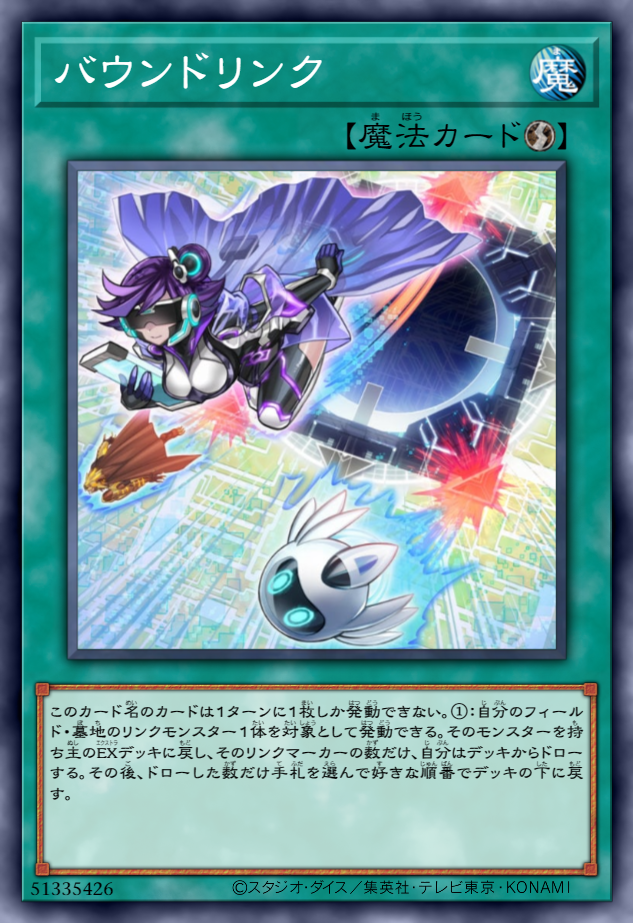 バウンドリンク
魔
【魔法カード】
このカード名のカードは1ターンに1枚しか発動できない。①:自分のフィール
ド・墓地のリンクモンスター1体を対象として発動できる。そのモンスターを持
ち主のEXデッキに戻し、そのリンクマーカーの数だけ、自分はデッキからドロー
する。その後、ドローした数だけ手札を選んで好きな順番でデッキの下に戻
す。
51335426 ©スタジオ・ダイス/集英社・テレビ東京・KONAMI